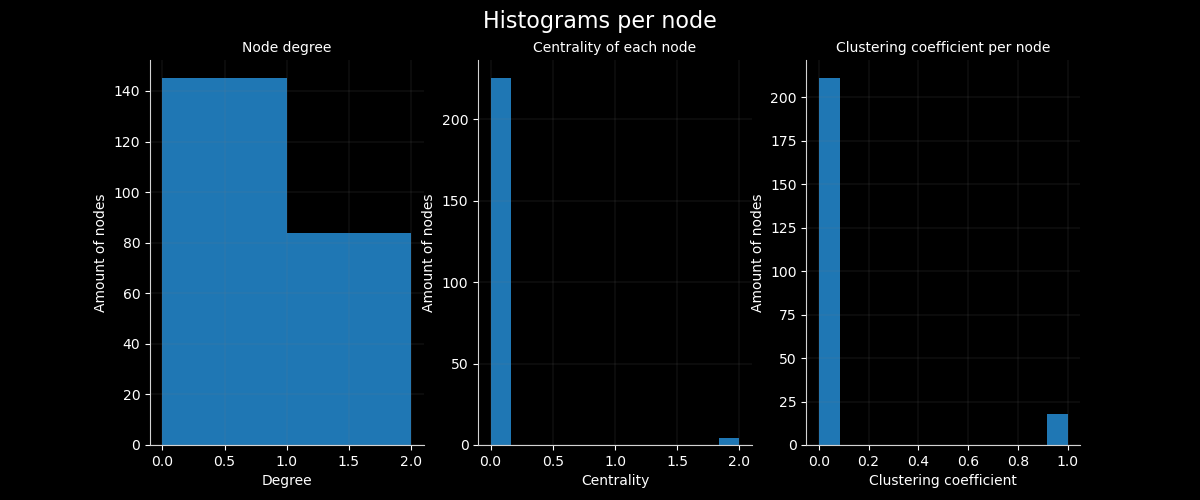 Histograms per node
Node degree
Centrality of each node
Clustering coefficient per node
Amount of nodes
140
120
100
80
60
40
20
0
0.0 0.5 1.0 1.5 2.0
Degree
Amount of nodes
200
150
100
50
0
0.0 0.5 1.0 1.5 2.0
Centrality
Amount of nodes
200
175
150
125
100
75
50
25
0
0.0 0.2 0.4 0.6 0.8 1.0
Clustering coefficient